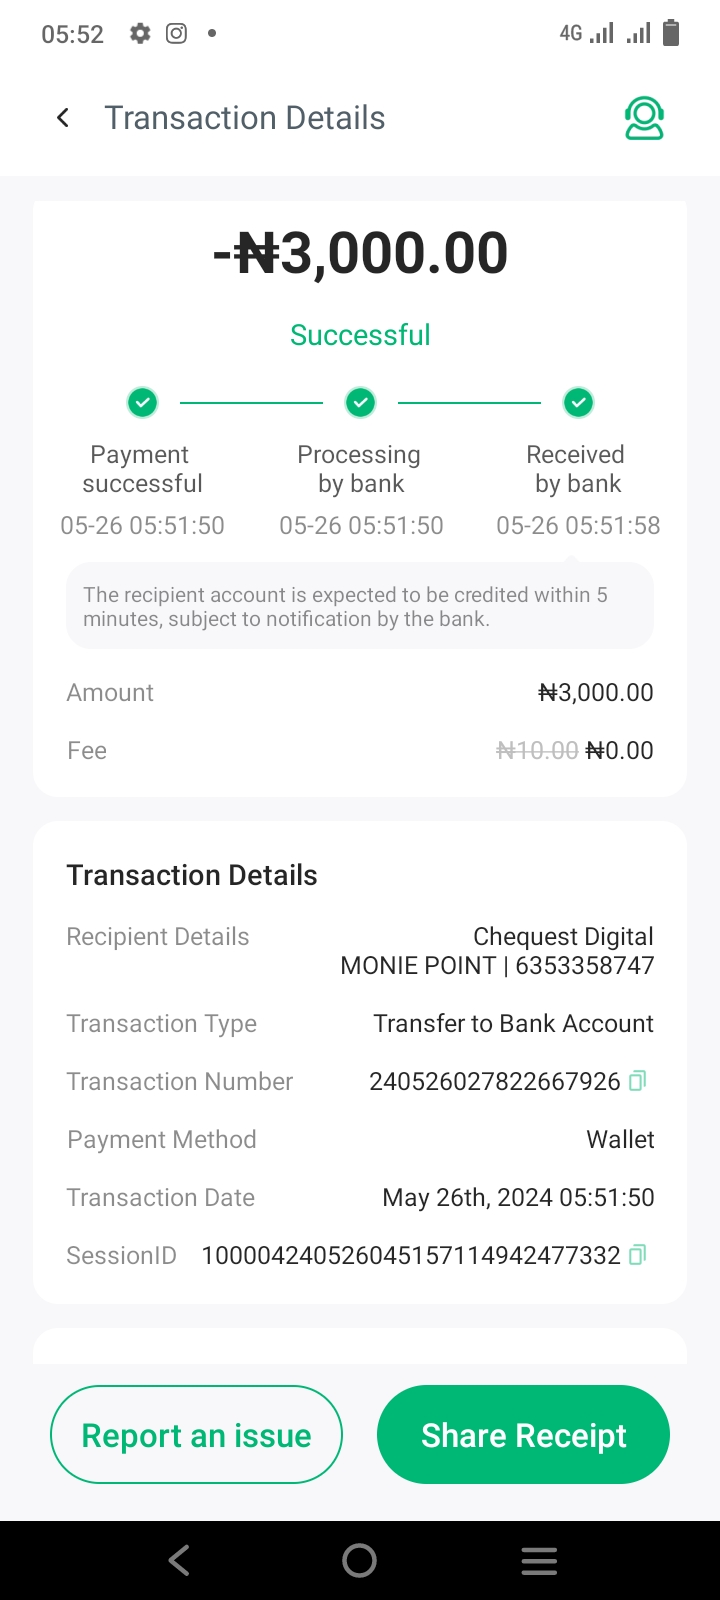 05:52 4G
Transaction Details
-₦3,000.00
Successful
Payment successful
Processing by bank
Received by bank
05-26 05:51:50
05-26 05:51:50
05-26 05:51:58
The recipient account is expected to be credited within 5
minutes, subject to notification by the bank.
Amount ₦3,000.00
Fee ₦10.00 ₦0.00
Transaction Details
Recipient Details Chequest Digital
MONIE POINT | 6353358747
Transaction Type Transfer to Bank Account
Transaction Number 240526027822667926
Payment Method Wallet
Transaction Date May 26th, 2024 05:51:50
SessionID 100004240526045157114942477332
Report an issue
Share Receipt